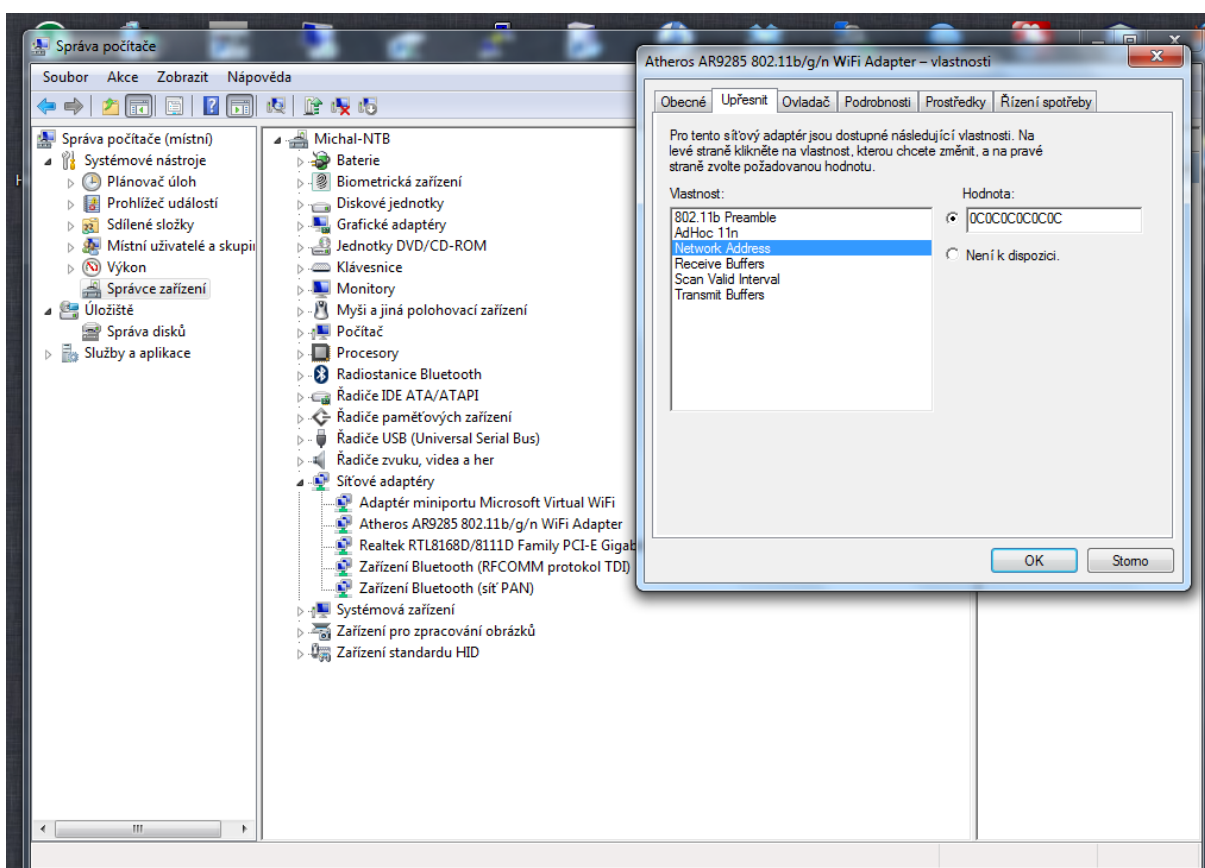 Správa počítače
Soubor Akce Zobrazit Nápověda
Správa počítače (místní)
Systémové nástroje
Plánovač úloh
Prohlížeč událostí
Sdílené složky
Místní uživatelé a skupi
Výkon
Správce zařízení
Úložiště
Správa disků
Služby a aplikace
Michal-NTB
Baterie
Biometrická zařízení
Diskové jednotky
Grafické adaptéry
Jednotky DVD/CD-ROM
Klávesnice
Monitory
Myši a jiná polohovací zařízení
Počítač
Procesory
Radiostanice Bluetooth
Řadiče IDE ATA/ATAPI
Řadiče paměťových zařízení
Řadiče USB (Universal Serial Bus)
Řadiče zvuku, videa a her
Síťové adaptéry
Adaptér miniportu Microsoft Virtual WiFi
Atheros AR9285 802.11b/g/n WiFi Adapter
Realtek RTL8168D/8111D Family PCI-E Gigab
Zařízení Bluetooth (RFCOMM protokol TDI)
Zařízení Bluetooth (síť PAN)
Systémová zařízení
Zařízení pro zpracování obrázků
Zařízení standardu HID
Atheros AR9285 802.11b/g/n WiFi Adapter – vlastnosti
Obecné Upřesnit Ovladač Podrobnosti Prostředky Řízení spotřeby
Pro tento síťový adaptér jsou dostupné následující vlastnosti. Na
levé straně klikněte na vlastnost, kterou chcete změnit, a na pravé
straně zvolte požadovanou hodnotu.
Vlastnost: Hodnota:
802.11b Preamble
AdHoc 11n
Network Address
Receive Buffers
Scan Valid Interval
Transmit Buffers
0C0C0C0C0C0C
Není k dispozici.
OK Storno